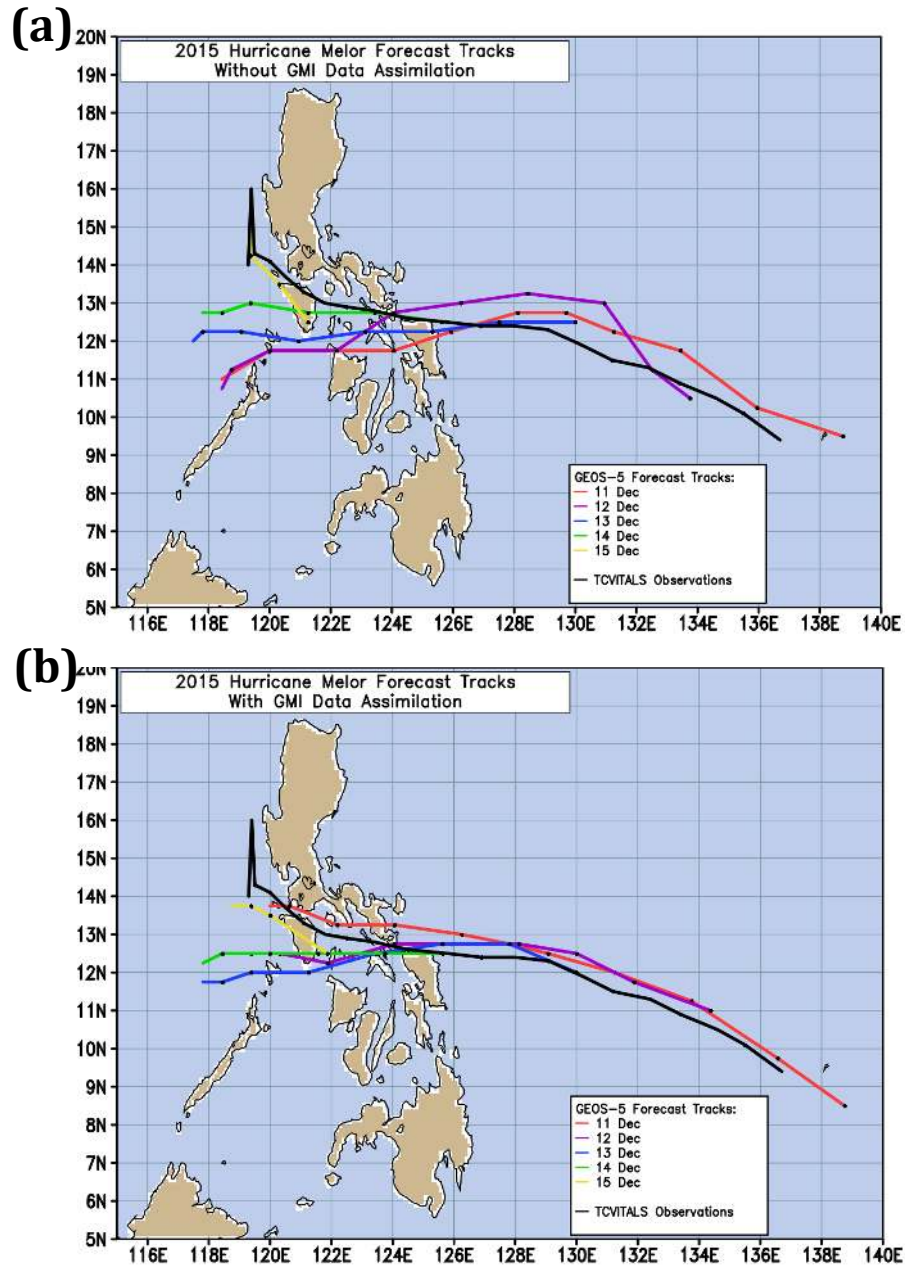 (a)
2015 Hurricane Melor Forecast Tracks
Without GMI Data Assimilation
20N
19N
18N
17N
16N
15N
14N
13N
12N
11N
10N
9N
8N
7N
6N
5N
GEOS-5 Forecast Tracks:
11 Dec
12 Dec
13 Dec
14 Dec
15 Dec
TCVITALS Observations
116E 118E 120E 122E 124E 126E 128E 130E 132E 134E 136E 138E 140E
(b)
2015 Hurricane Melor Forecast Tracks
With GMI Data Assimilation
20N
19N
18N
17N
16N
15N
14N
13N
12N
11N
10N
9N
8N
7N
6N
5N
GEOS-5 Forecast Tracks:
11 Dec
12 Dec
13 Dec
14 Dec
15 Dec
TCVITALS Observations
116E 118E 120E 122E 124E 126E 128E 130E 132E 134E 136E 138E 140E